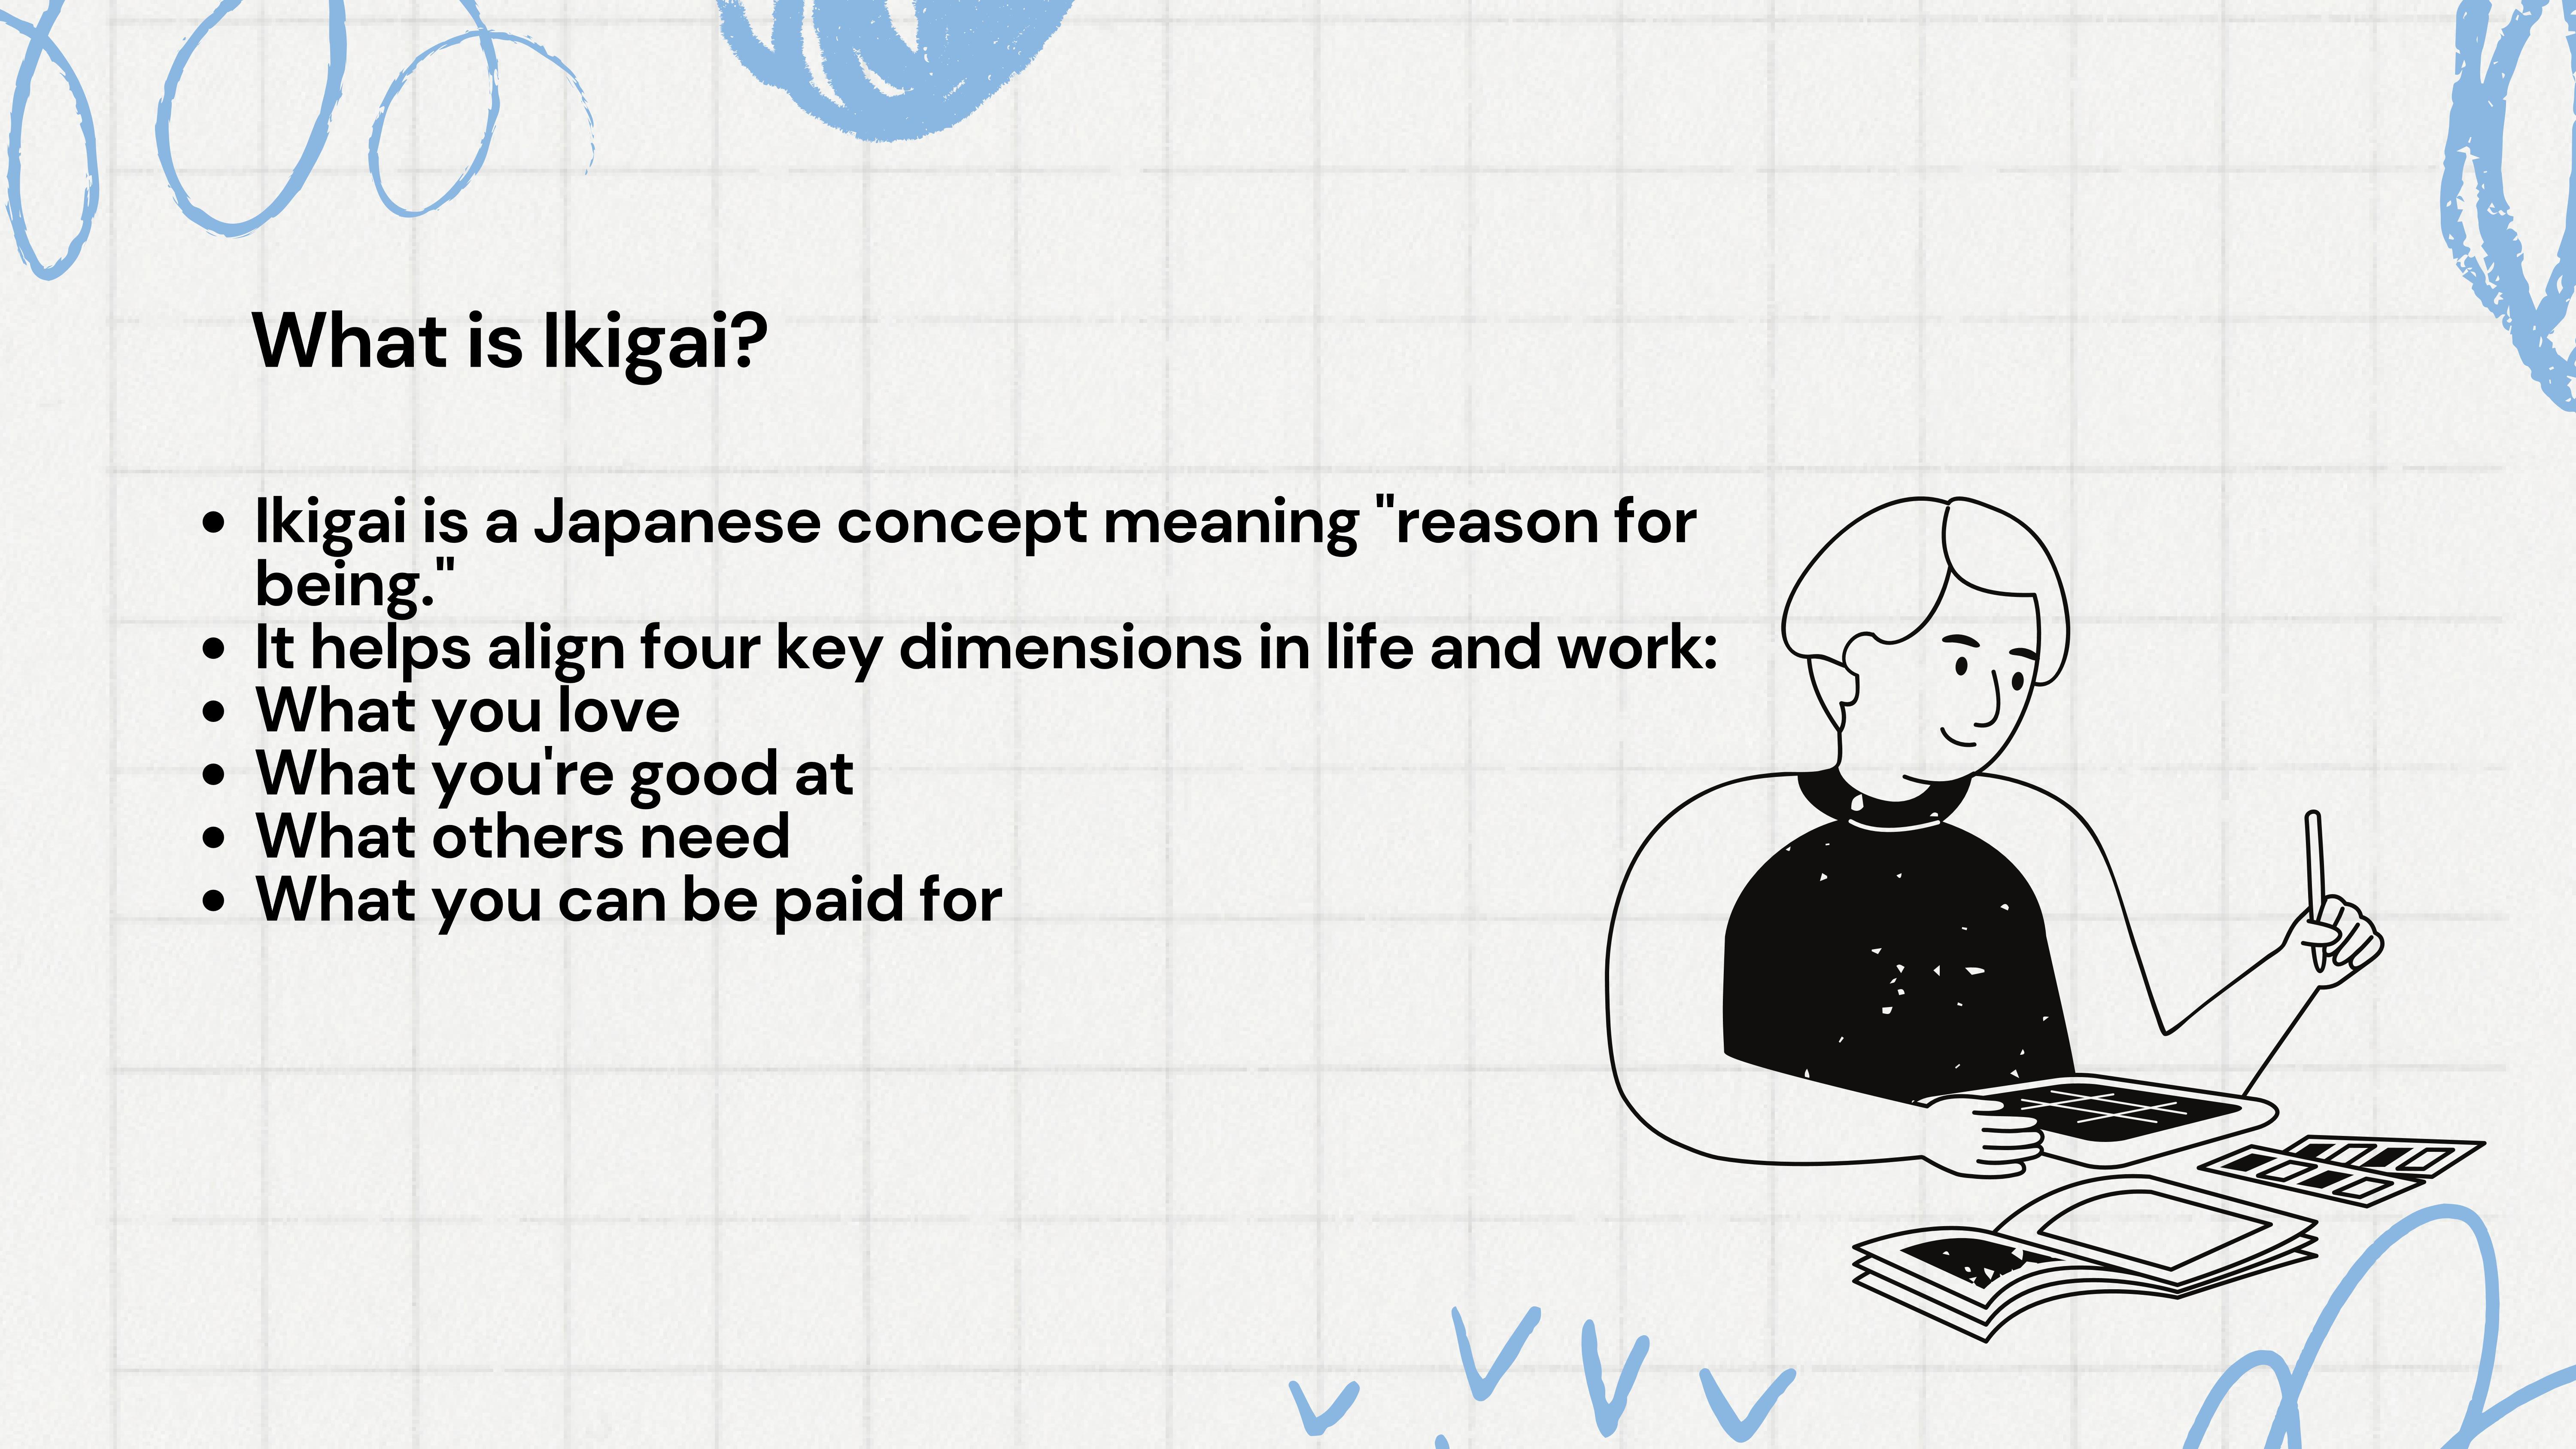 What is Ikigai?
• Ikigai is a Japanese concept meaning "reason for
being."
• It helps align four key dimensions in life and work:
• What you love
• What you're good at
• What others need
• What you can be paid for